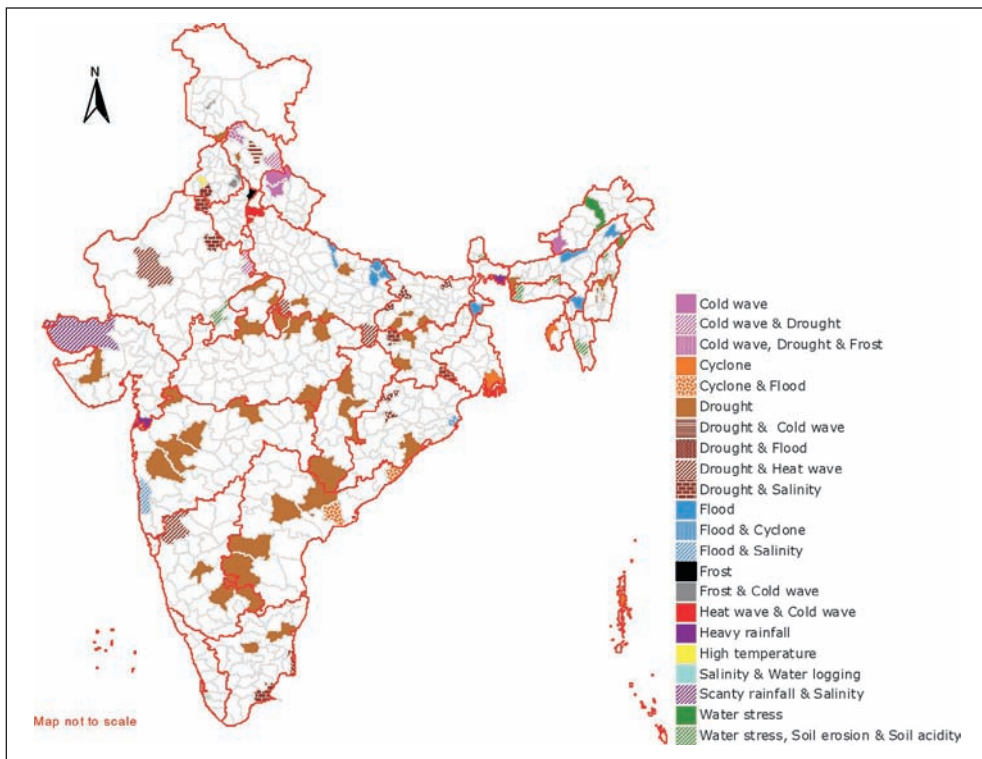 N
Cold wave
Cold wave & Drought
Cold wave, Drought & Frost
Cyclone
Cyclone & Flood
Drought
Drought & Cold wave
Drought & Flood
Drought & Heat wave
Drought & Salinity
Flood
Flood & Cyclone
Flood & Salinity
Frost
Frost & Cold wave
Heat wave & Cold wave
Heavy rainfall
High temperature
Salinity & Water logging
Scanty rainfall & Salinity
Water stress
Water stress, Soil erosion & Soil acidity
Map not to scale